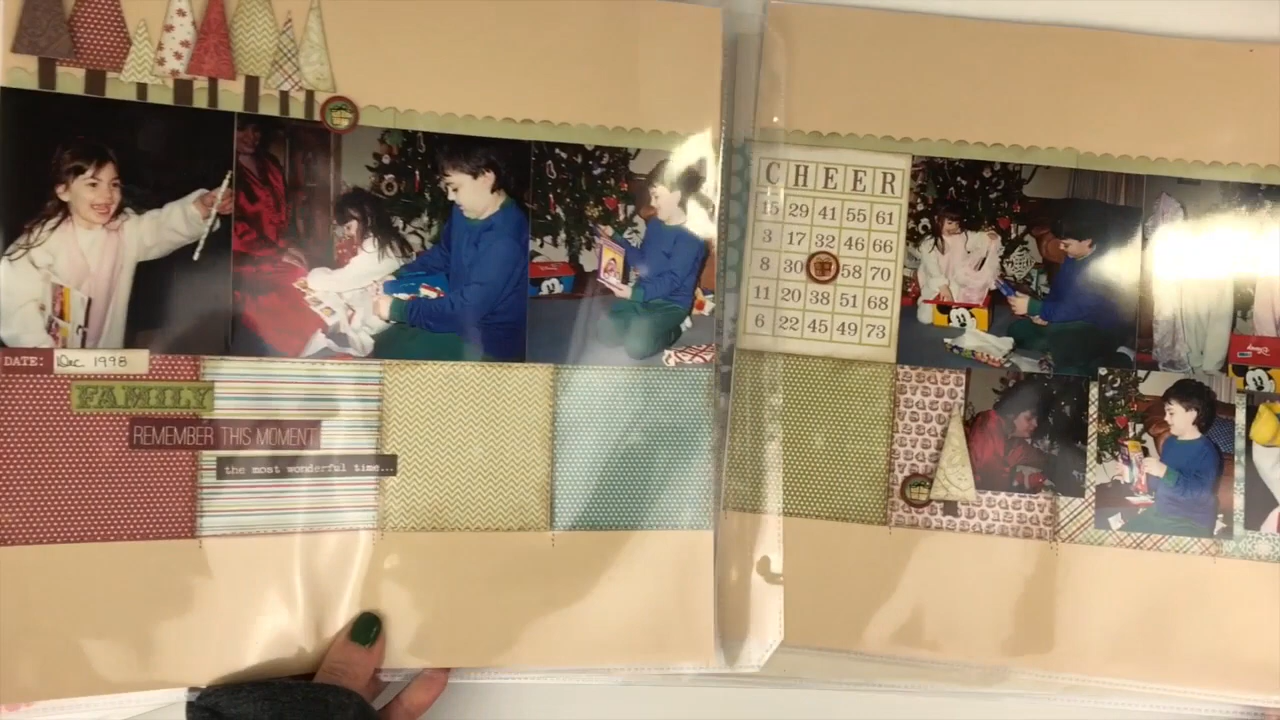 DATE: Dec 1998
FAMILY
REMEMBER THIS MOMENT
the most wonderful time...
CHEER
15 29 41 55 61
3 17 32 46 66
8 30 58 70
11 20 38 51 68
6 22 45 49 73